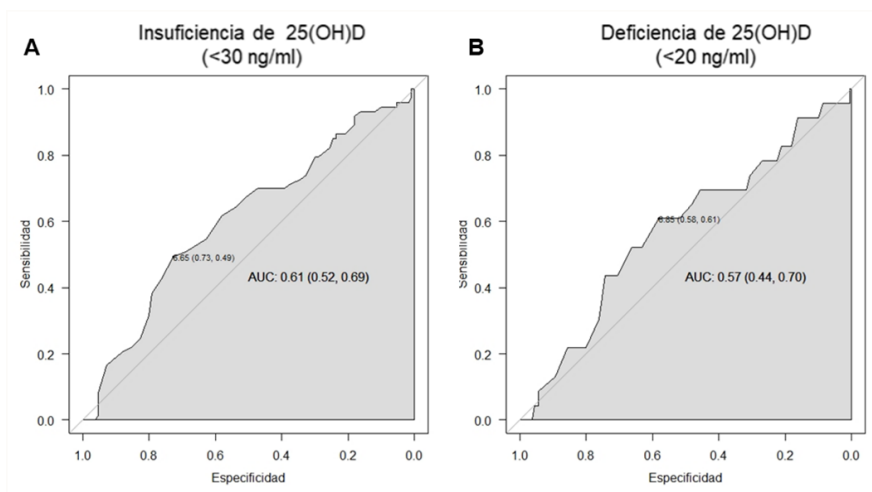 A
Insuficiencia de 25(OH)D
(<30 ng/ml)
Sensibilidad
1.0
0.8
0.6
0.4
0.2
0.0
6.65 (0.73, 0.49)
AUC: 0.61 (0.52, 0.69)
1.0 0.8 0.6 0.4 0.2 0.0
Especificidad
B
Deficiencia de 25(OH)D
(<20 ng/ml)
Sensibilidad
1.0
0.8
0.6
0.4
0.2
0.0
6.85 (0.58, 0.61)
AUC: 0.57 (0.44, 0.70)
1.0 0.8 0.6 0.4 0.2 0.0
Especificidad